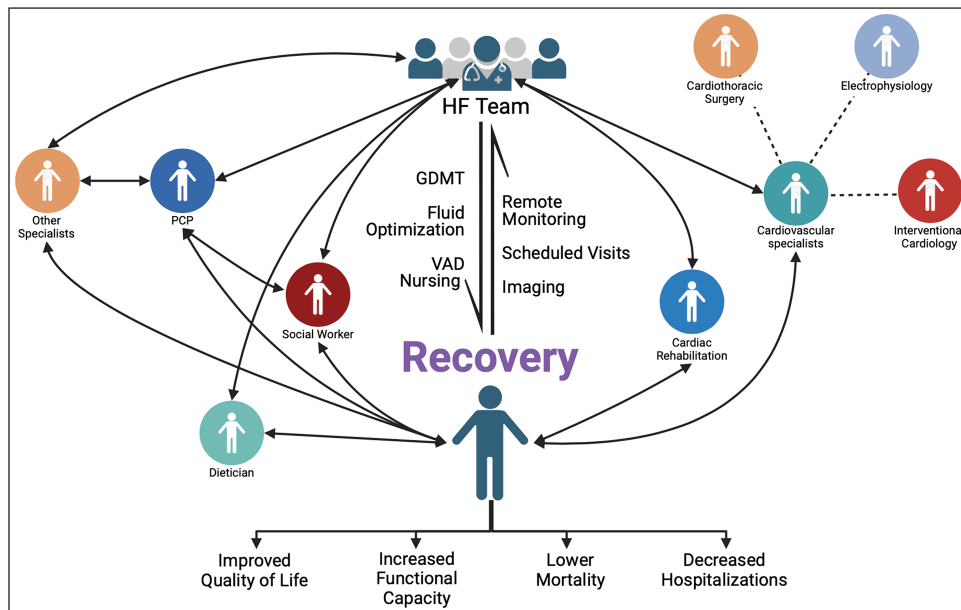 HF Team
Cardiothoracic
Surgery
Electrophysiology
Other
Specialists
PCP
GDMT
Fluid
Optimization
VAD
Nursing
Remote
Monitoring
Scheduled Visits
Imaging
Cardiovascular
specialists
Interventiona
Cardiology
Social Worker
Cardiac
Rehabilitation
Recovery
Dietician
Improved
Quality of Life
Increased
Functional
Capacity
Lower
Mortality
Decreased
Hospitalizations